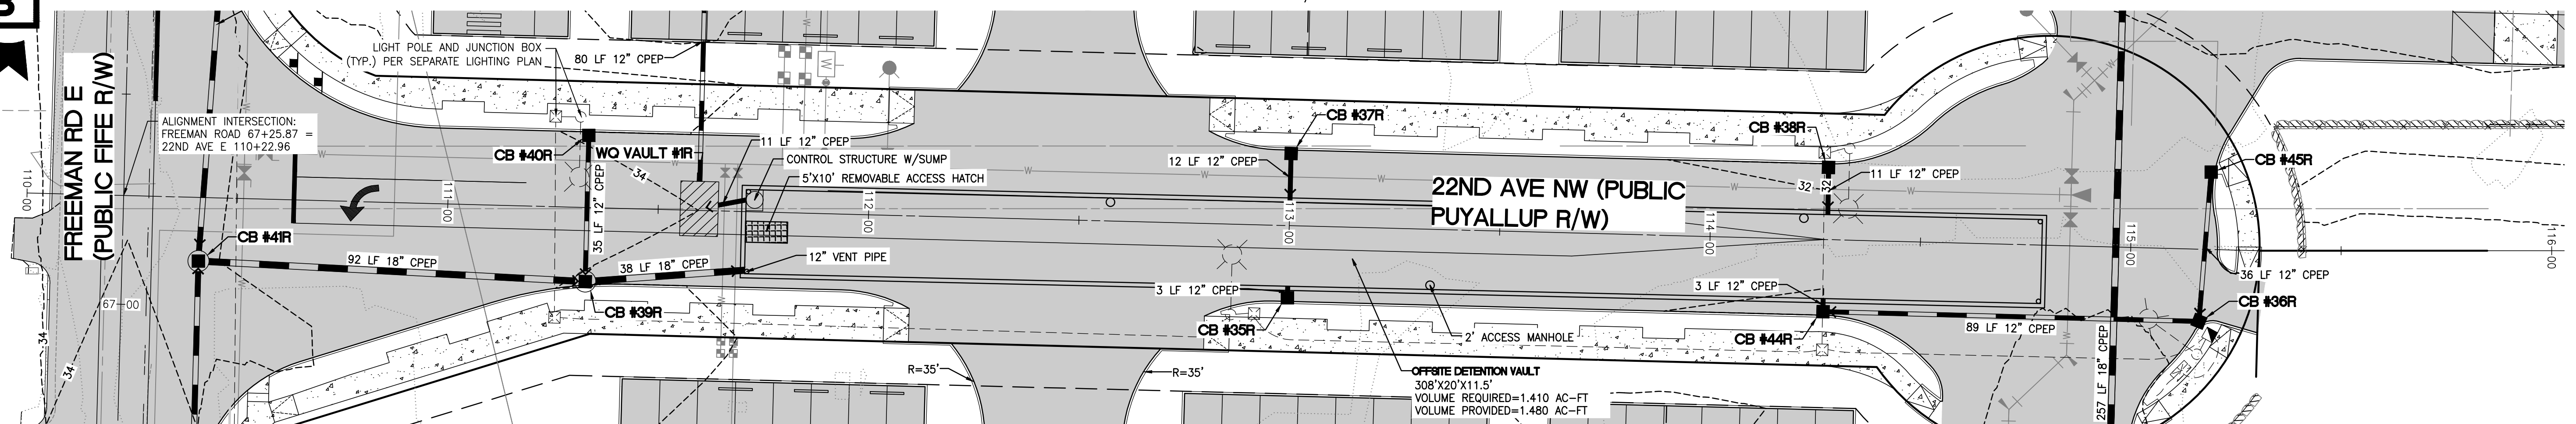 B
FREEMAN RD E
(PUBLIC FIFE R/W)
110+00
67+00
34
34
ALIGNMENT INTERSECTION:
FREEMAN ROAD 67+25.87 =
22ND AVE E 110+22.96
LIGHT POLE AND JUNCTION BOX
(TYP.) PER SEPARATE LIGHTING PLAN
80 LF 12" CPEP
CB #41R
92 LF 18" CPEP
111+00
CB #40R
WQ VAULT #1R
34
35 LF 12" CPEP
11 LF 12" CPEP
CONTROL STRUCTURE W/SUMP
5'X10' REMOVABLE ACCESS HATCH
38 LF 18" CPEP
12" VENT PIPE
CB #39R
112+00
R=35'
R=35'
CB #37R
12 LF 12" CPEP
113+00
3 LF 12" CPEP
CB #35R
2' ACCESS MANHOLE
OFFSITE DETENTION VAULT
308'X20'X11.5'
VOLUME REQUIRED=1.410 AC-FT
VOLUME PROVIDED=1.480 AC-FT
22ND AVE NW (PUBLIC
PUYALLUP R/W)
114+00
CB #38R
32
32
11 LF 12" CPEP
3 LF 12" CPEP
CB #44R
89 LF 12" CPEP
257 LF 18" CPEP
115+00
CB #45R
36 LF 12" CPEP
CB #36R
116+00
W
W
W
W
W
W
W
W
W